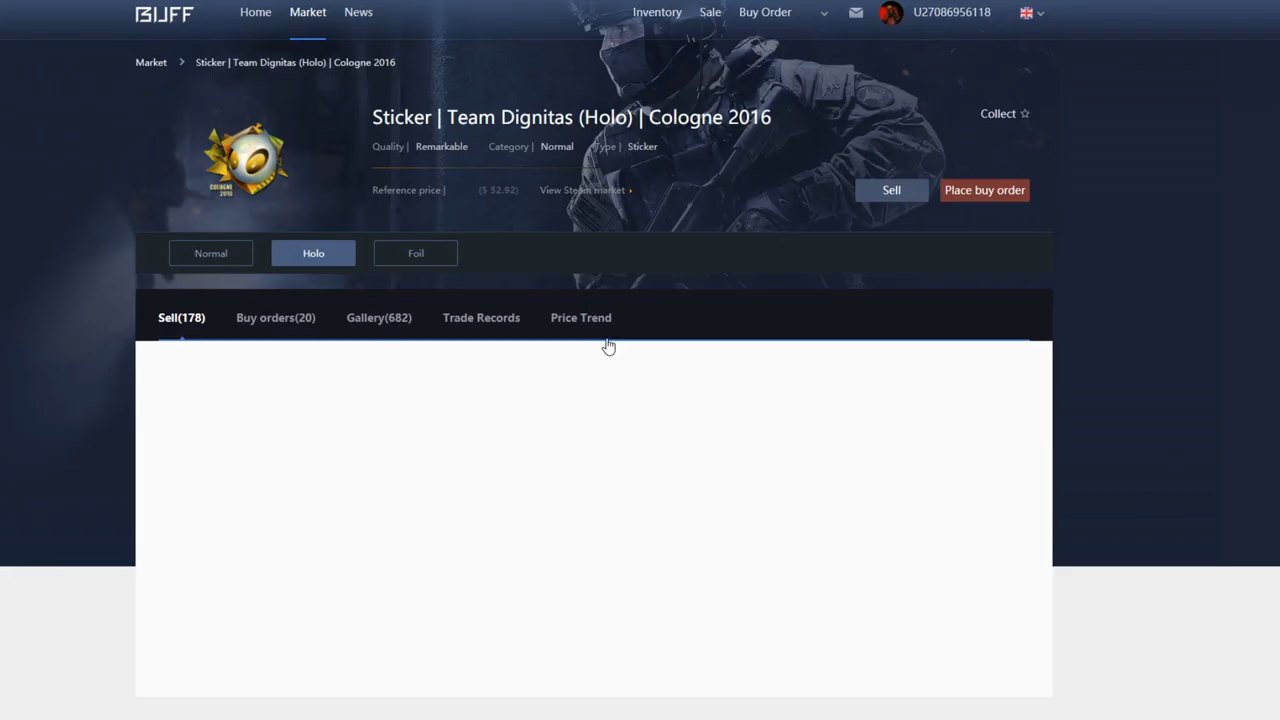 BUFF Home Market News Inventory Sale Buy Order U27086956118
Market Sticker | Team Dignitas (Holo) | Cologne 2016
Sticker | Team Dignitas (Holo) | Cologne 2016
Collect
Quality | Remarkable Category | Normal Type | Sticker
COLOGNE
2016
Reference price | ($ 52.92) View Steam market
Sell Place buy order
Normal Holo Foil
Sell(178) Buy orders(20) Gallery(682) Trade Records Price Trend